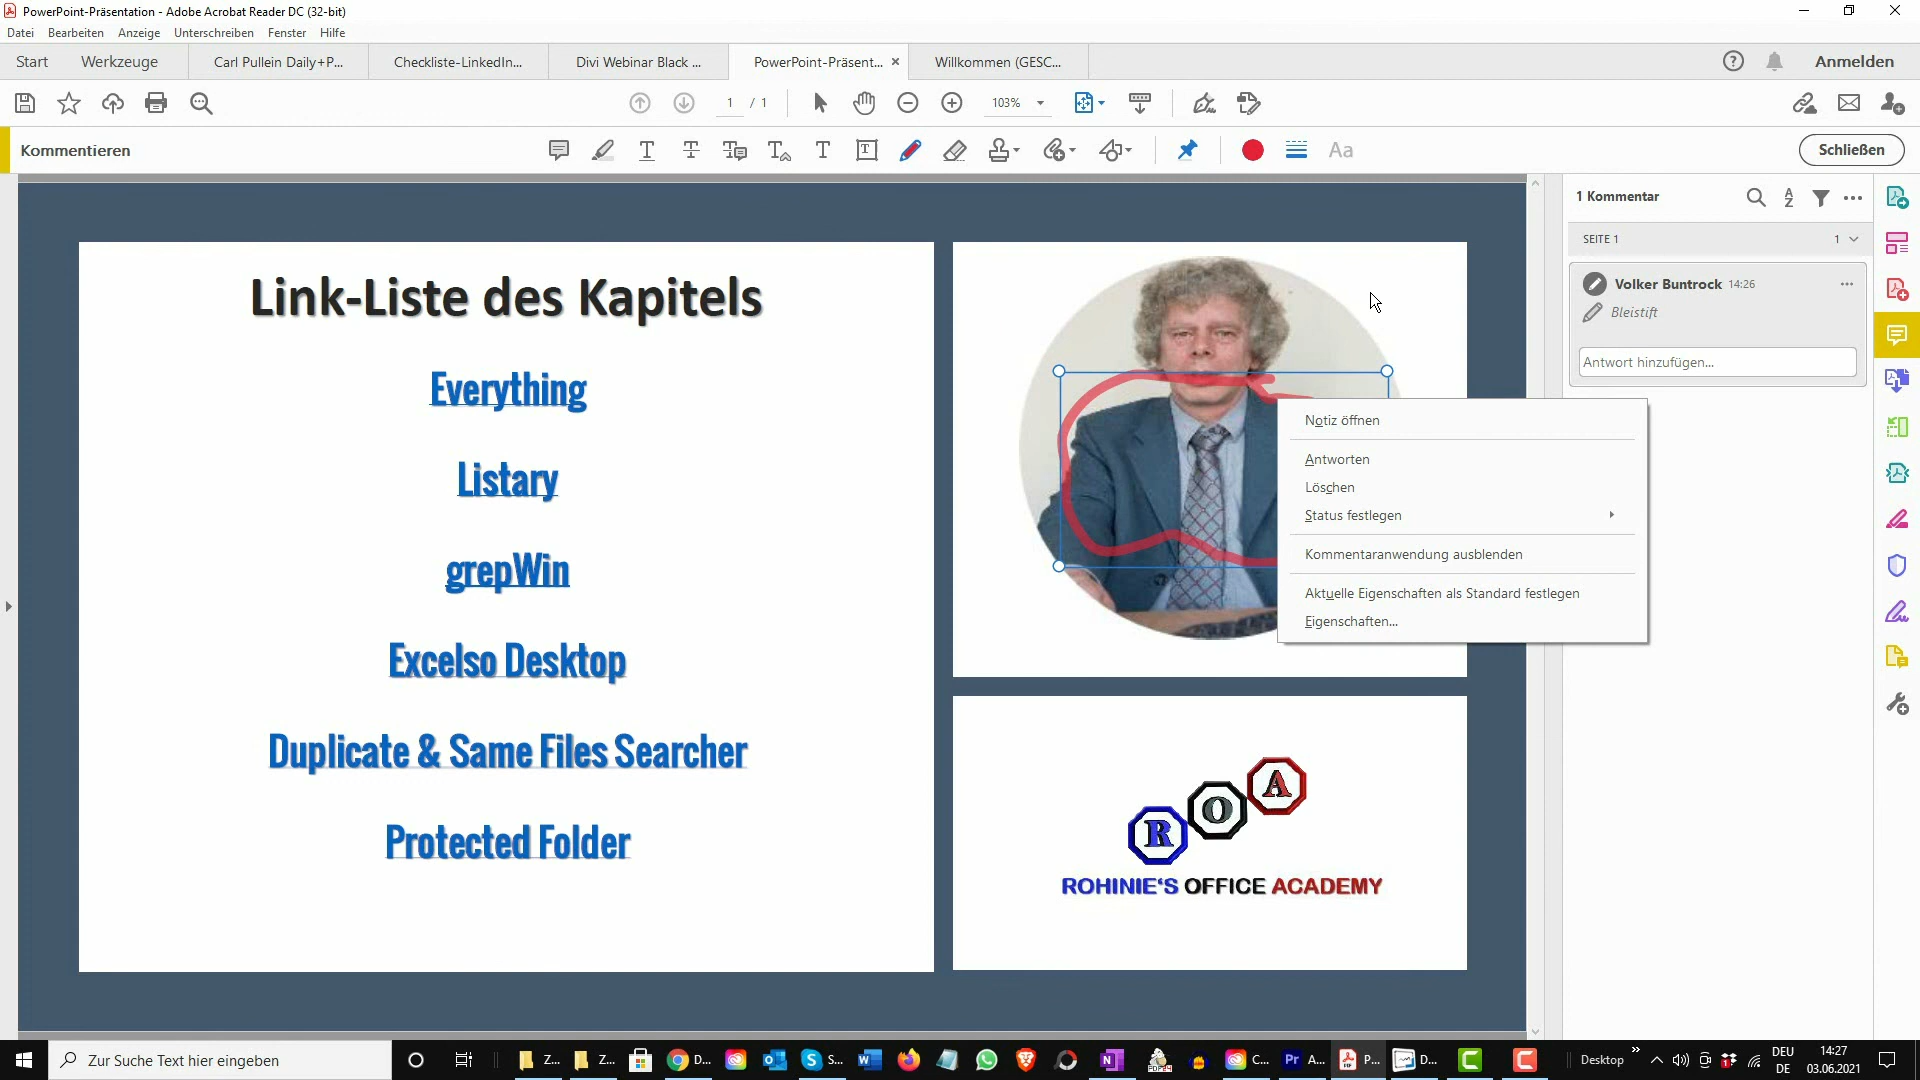 PowerPoint-Präsentation - Adobe Acrobat Reader DC (32-bit)
Datei Bearbeiten Anzeige Unterschreiben Fenster Hilfe
Start Werkzeuge Carl Pullein Daily+P... Checkliste-LinkedIn... Divi Webinar Black ... PowerPoint-Präsent... Willkommen (GESC... Anmelden
1 / 1 103%
Kommentieren Aa Schließen
1 Kommentar
SEITE 1 1
Volker Buntrock 14:26
Bleistift
Antwort hinzufügen...
Link-Liste des Kapitels
Everything
Listary
grepWin
Excelso Desktop
Duplicate & Same Files Searcher
Protected Folder
Notiz öffnen
Antworten
Löschen
Status festlegen
Kommentaranwendung ausblenden
Aktuelle Eigenschaften als Standard festlegen
Eigenschaften...
R O A
ROHINIE'S OFFICE ACADEMY
Zur Suche Text hier eingeben Z... Z... D... S... C... A... P... D... Desktop DEU 14:27
DE 03.06.2021